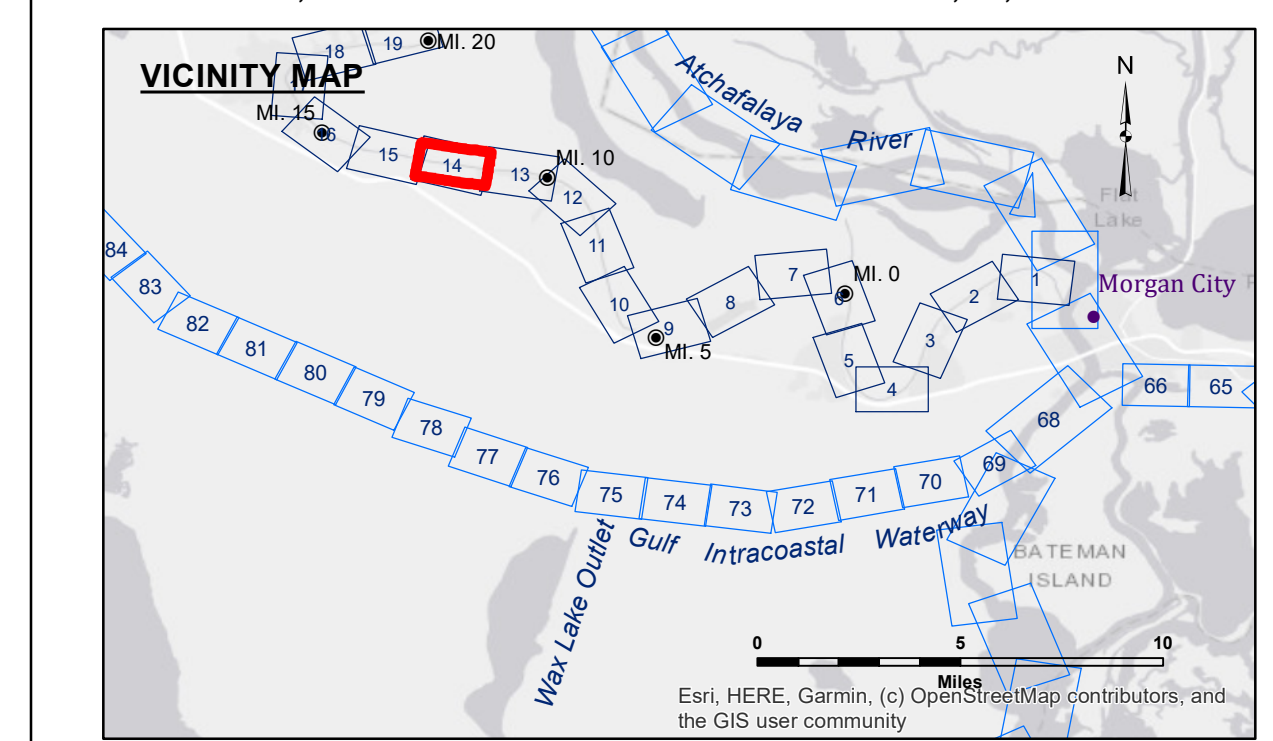 18
19
MI. 20
VICINITY MAP
N
Atchafalaya
River
MI. 15
15
14
13
MI. 10
12
Flat
Lake
11
84
83
10
9
MI. 5
8
7
MI. 0
6
5
4
3
2
1
Morgan City
82
81
80
79
78
77
76
75
74
73
72
71
70
69
68
66
65
Wax Lake Outlet
Gulf
Intracoastal
Waterway
BATEMAN
ISLAND
0
5
10
Miles
Esri, HERE, Garmin, (c) OpenStreetMap contributors, and
the GIS user community